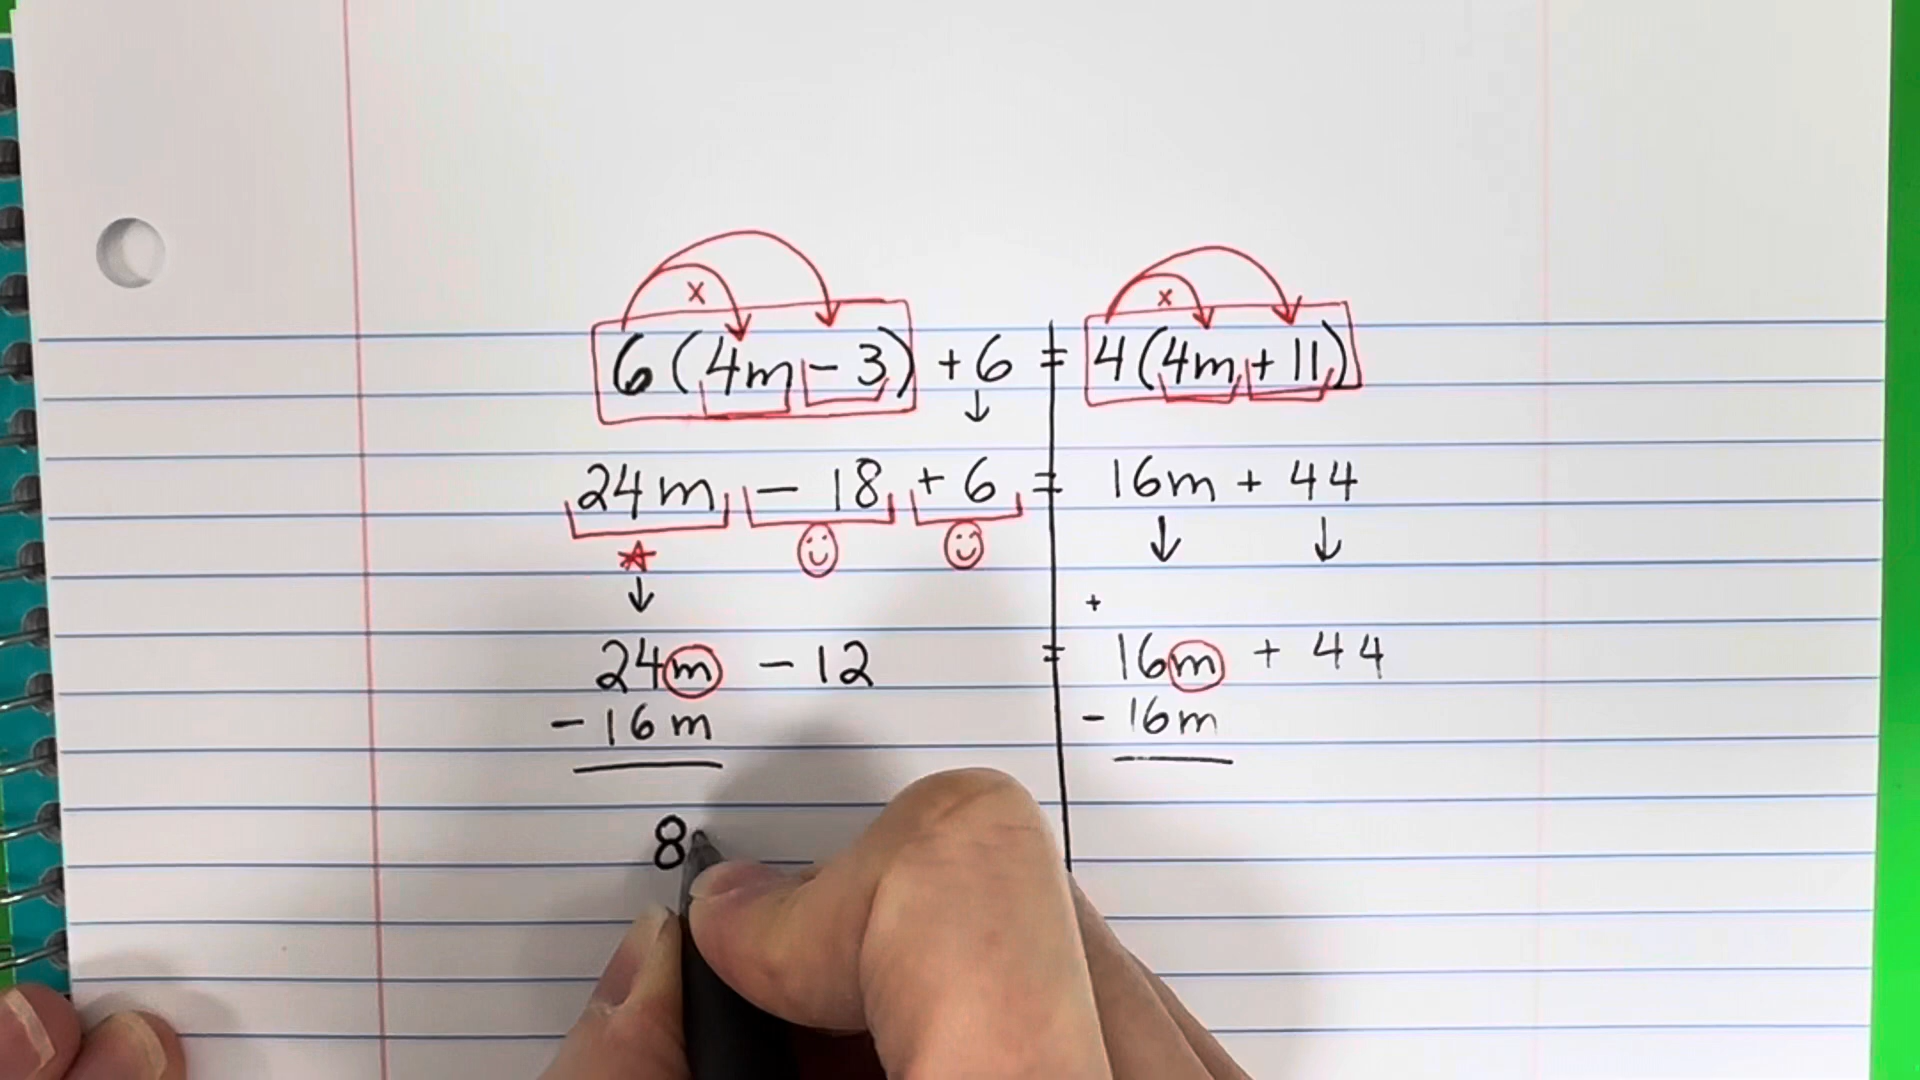 x x
6(4m - 3) + 6 = 4(4m + 11)
24m - 18 + 6 = 16m + 44
+
24m - 12 = 16m + 44
- 16m - 16m
8